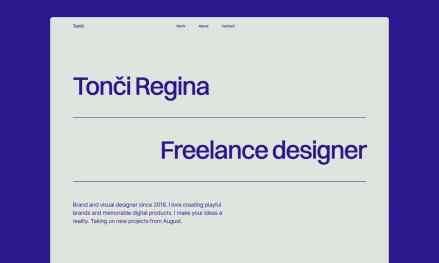 Tonči
Work About Contact
Tonči Regina
Freelance designer
Brand and visual designer since 2018. I love creating playful
brands and memorable digital products. I make your ideas a
reality. Taking on new projects from August.